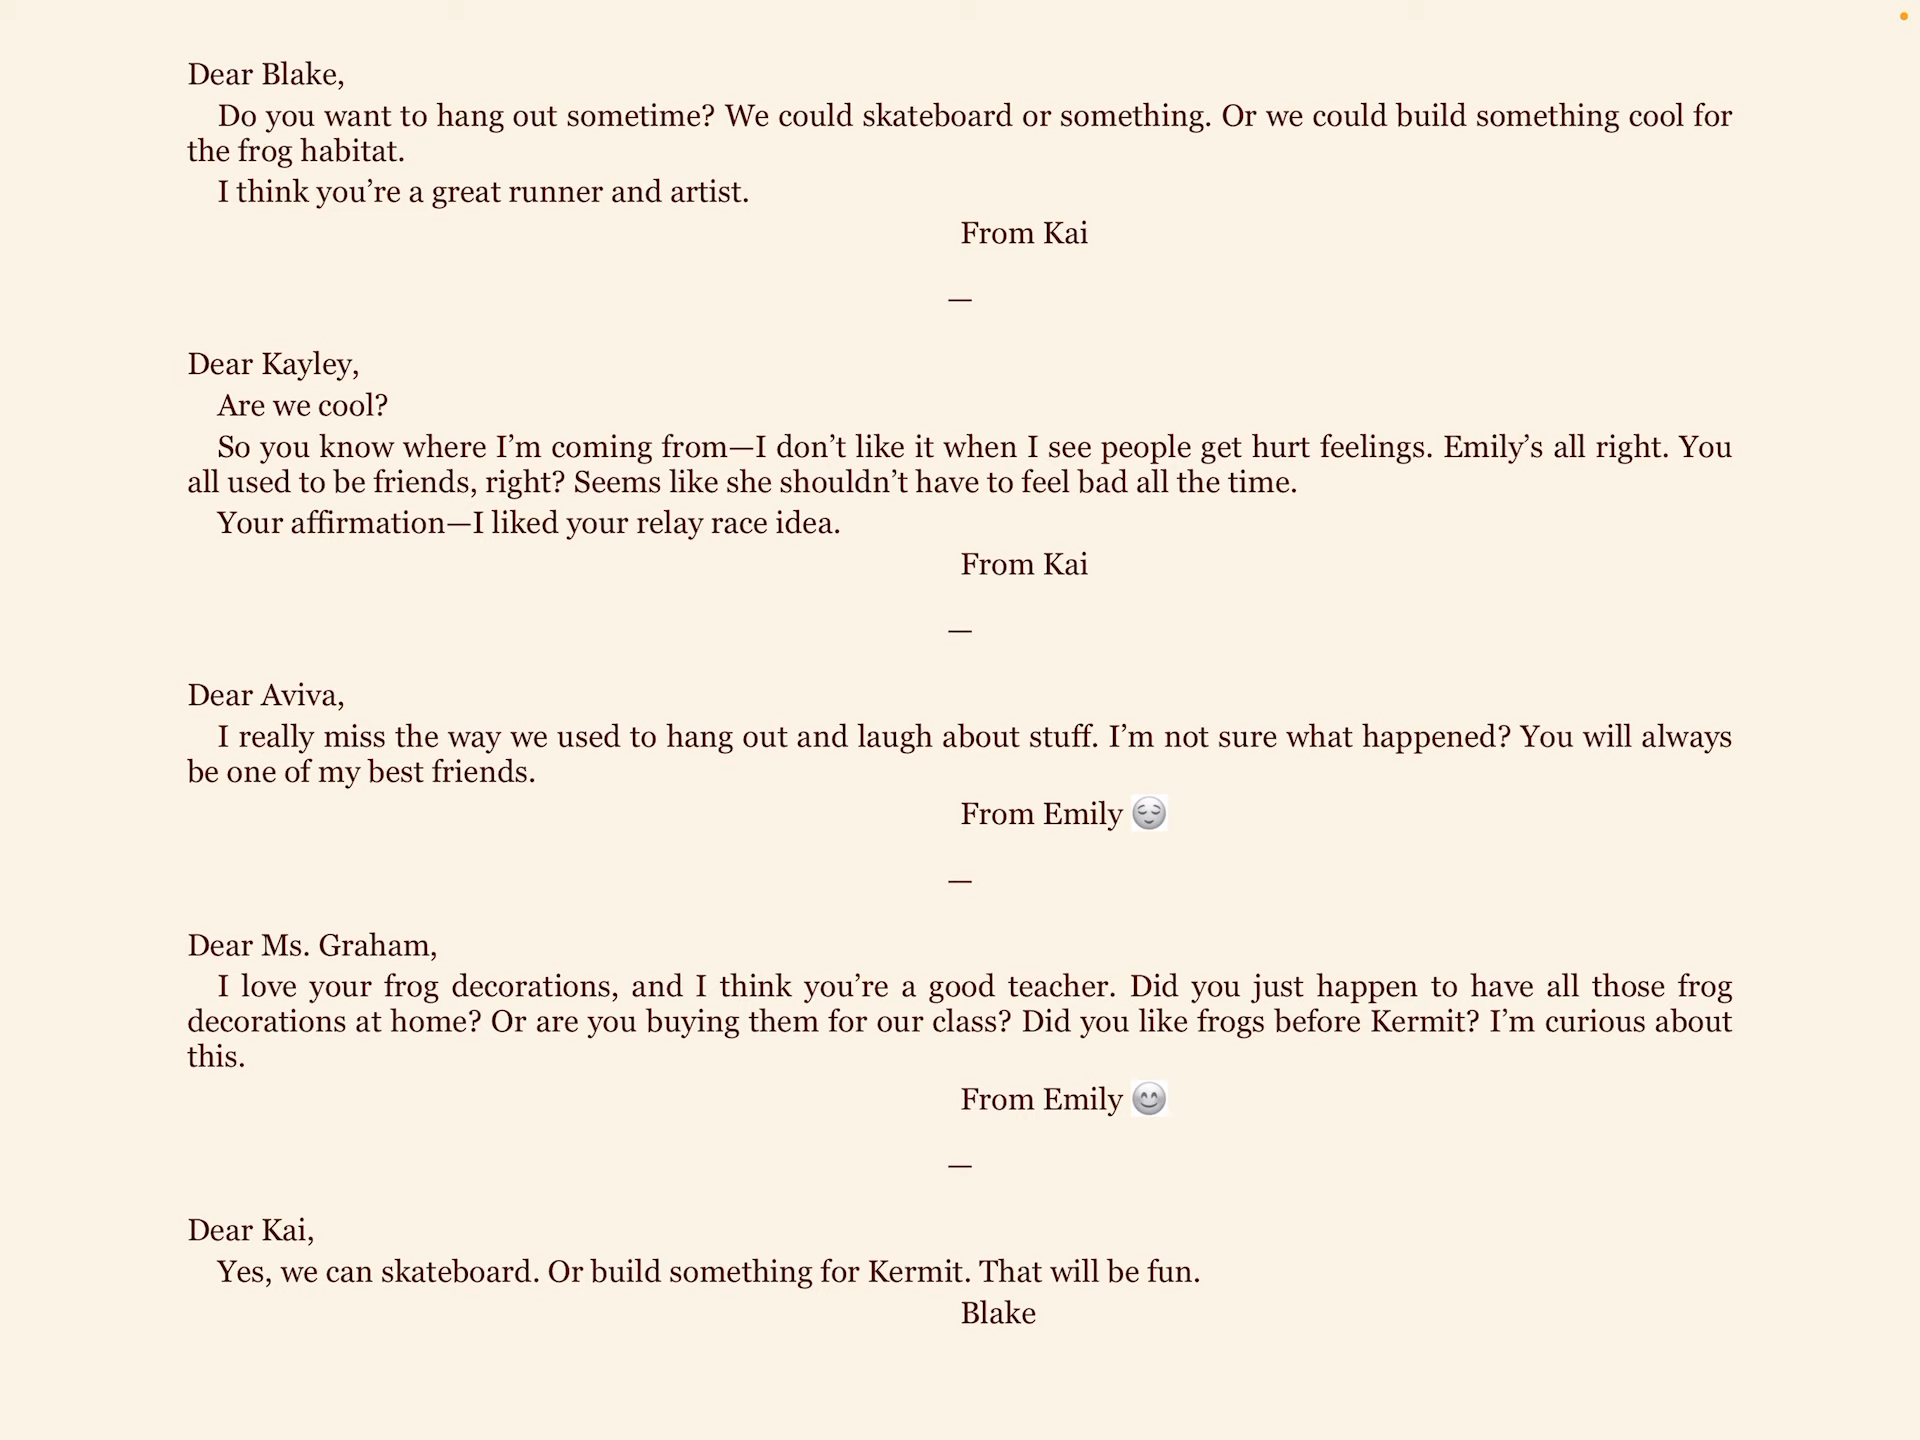 Dear Blake,
Do you want to hang out sometime? We could skateboard or something. Or we could build something cool for
the frog habitat.
I think you’re a great runner and artist.
From Kai
—
Dear Kayley,
Are we cool?
So you know where I’m coming from—I don’t like it when I see people get hurt feelings. Emily’s all right. You
all used to be friends, right? Seems like she shouldn’t have to feel bad all the time.
Your affirmation—I liked your relay race idea.
From Kai
—
Dear Aviva,
I really miss the way we used to hang out and laugh about stuff. I’m not sure what happened? You will always
be one of my best friends.
From Emily 😌
—
Dear Ms. Graham,
I love your frog decorations, and I think you’re a good teacher. Did you just happen to have all those frog
decorations at home? Or are you buying them for our class? Did you like frogs before Kermit? I’m curious about
this.
From Emily 😊
—
Dear Kai,
Yes, we can skateboard. Or build something for Kermit. That will be fun.
Blake